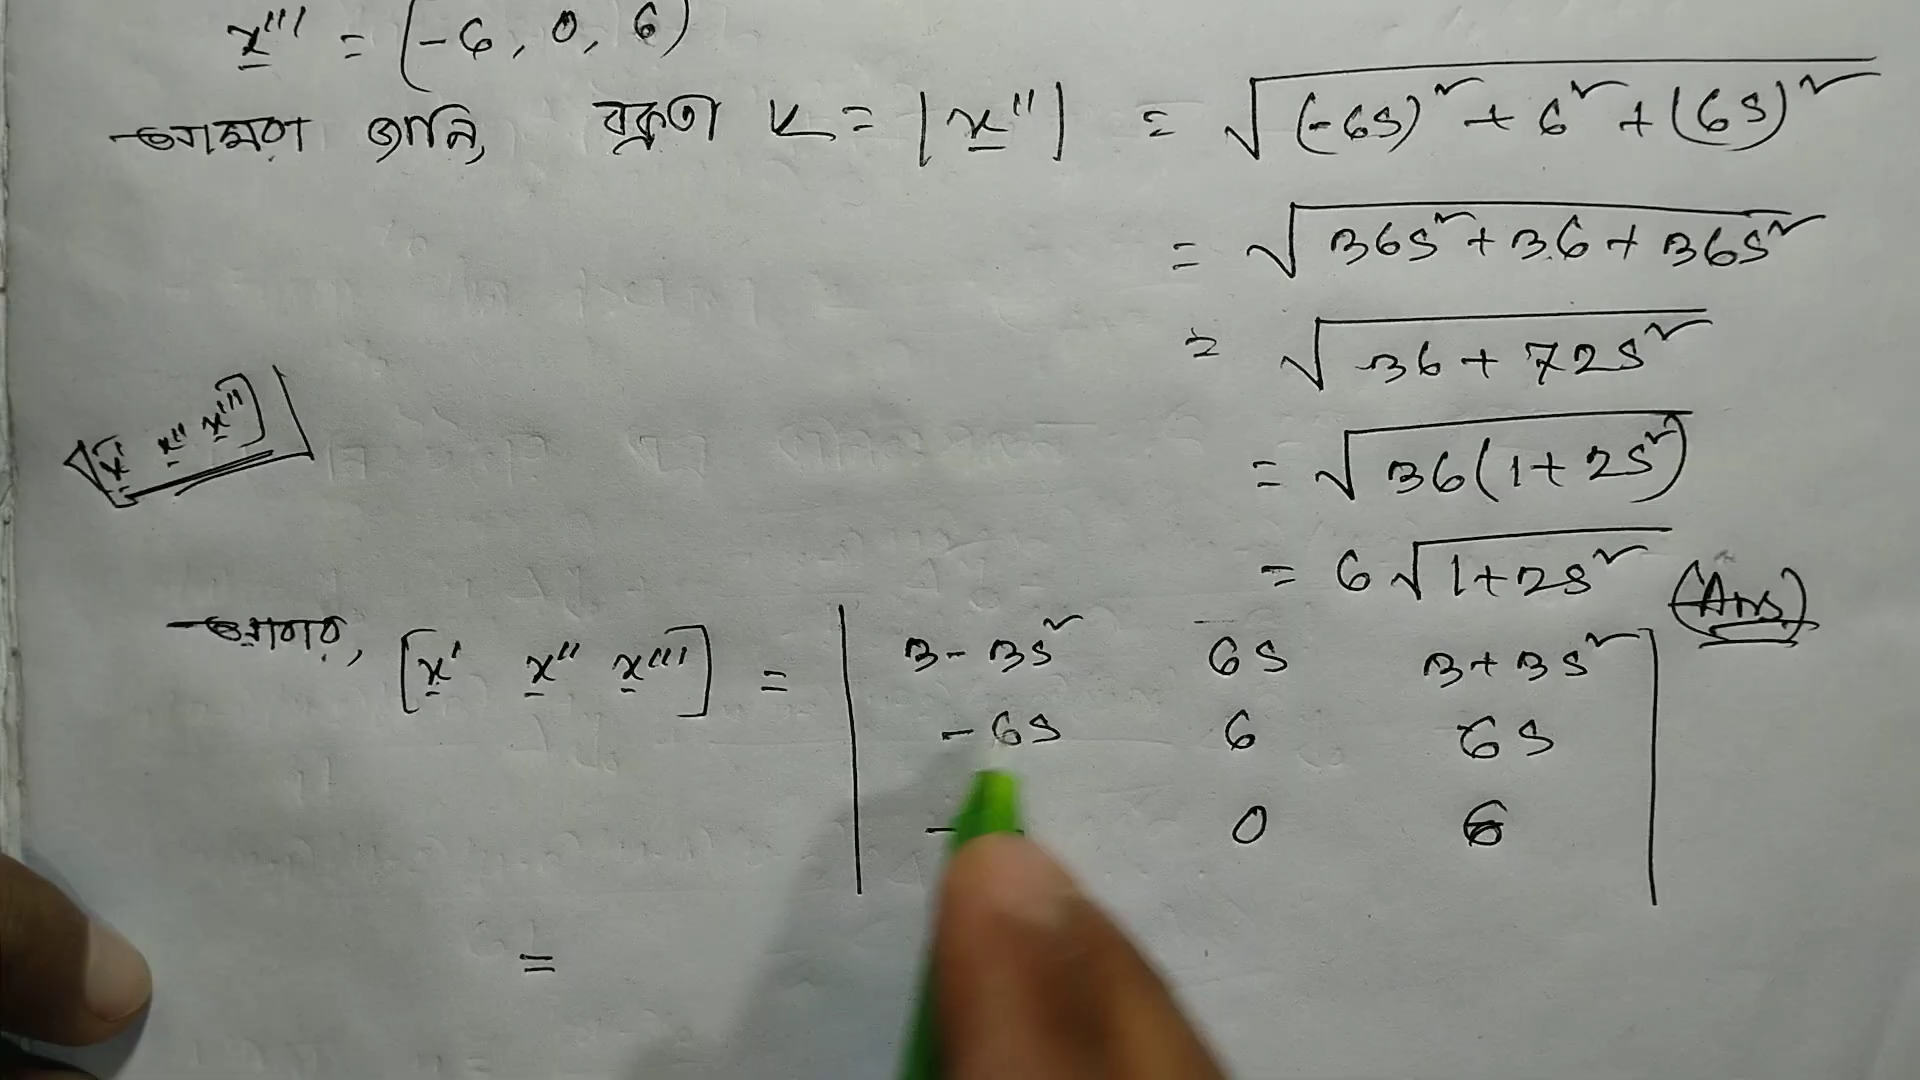 x''' = (-6, 0, 6)
আমরা জানি, বক্রতা K = |x''| = √(-6s)² + 6² + (6s)²
= √36s² + 36 + 36s²
= √36 + 72s²
[x' x'' x''']
= √36(1+2s²)
= 6√1+2s² (Ans)
আবার, [x' x'' x'''] = | 3-3s² 6s 3+3s² |
-6s 6 6s
- 0 6
=